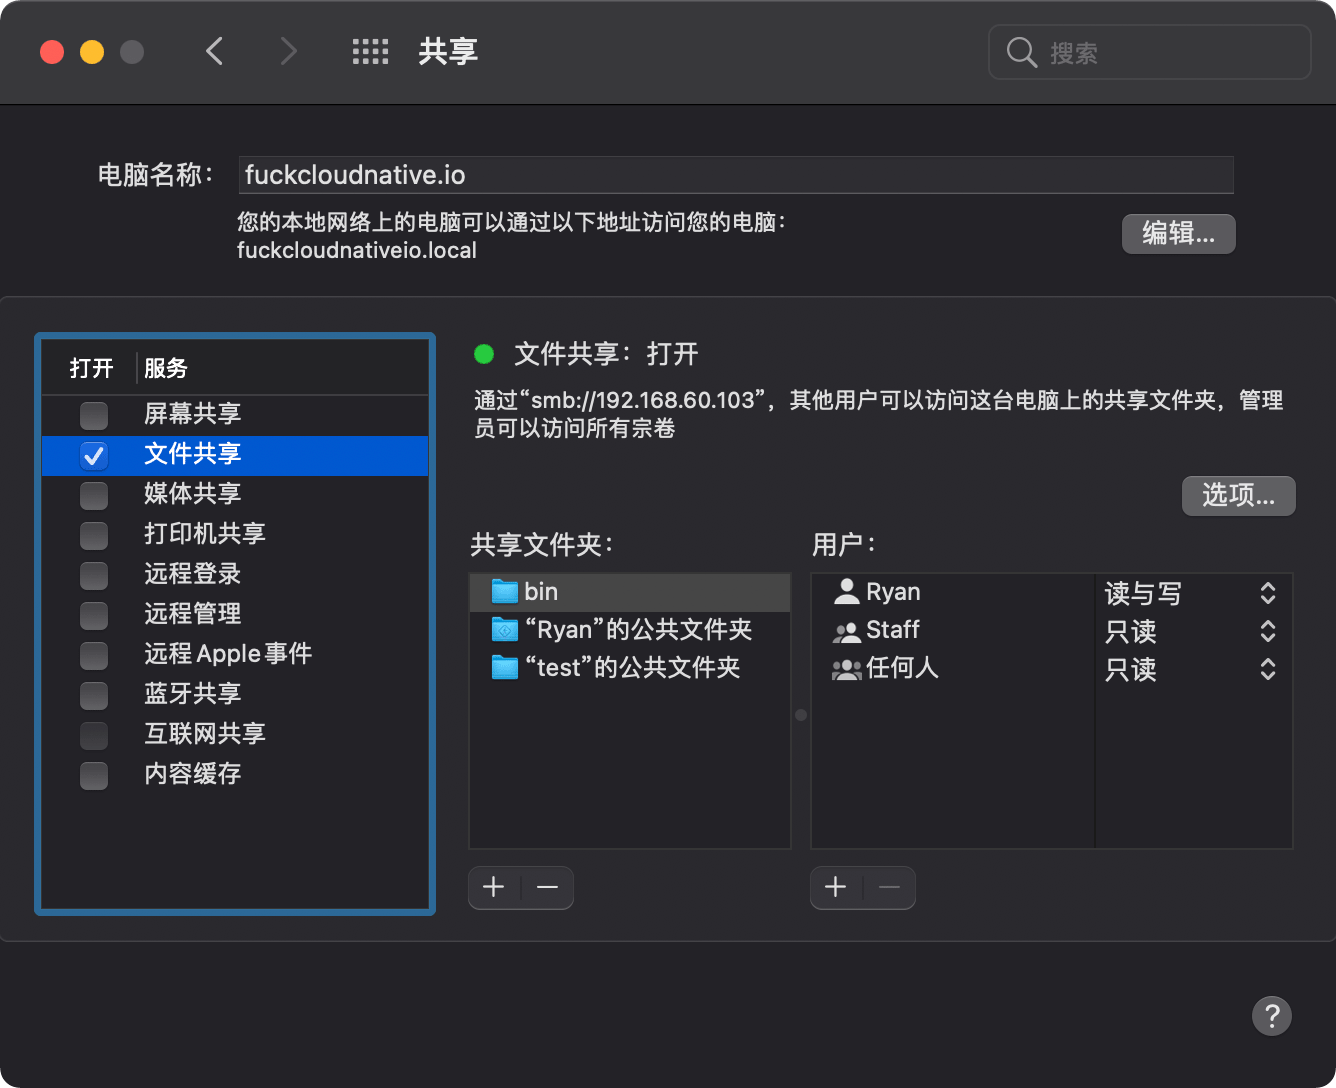 共享
搜索
电脑名称： fuckcloudnative.io
您的本地网络上的电脑可以通过以下地址访问您的电脑：
fuckcloudnativeio.local
编辑...
打开 服务
屏幕共享
文件共享
媒体共享
打印机共享
远程登录
远程管理
远程Apple事件
蓝牙共享
互联网共享
内容缓存
文件共享：打开
通过“smb://192.168.60.103”，其他用户可以访问这台电脑上的共享文件夹，管理
员可以访问所有宗卷
选项...
共享文件夹：
bin
“Ryan”的公共文件夹
“test”的公共文件夹
用户：
Ryan 读与写
Staff 只读
任何人 只读
?